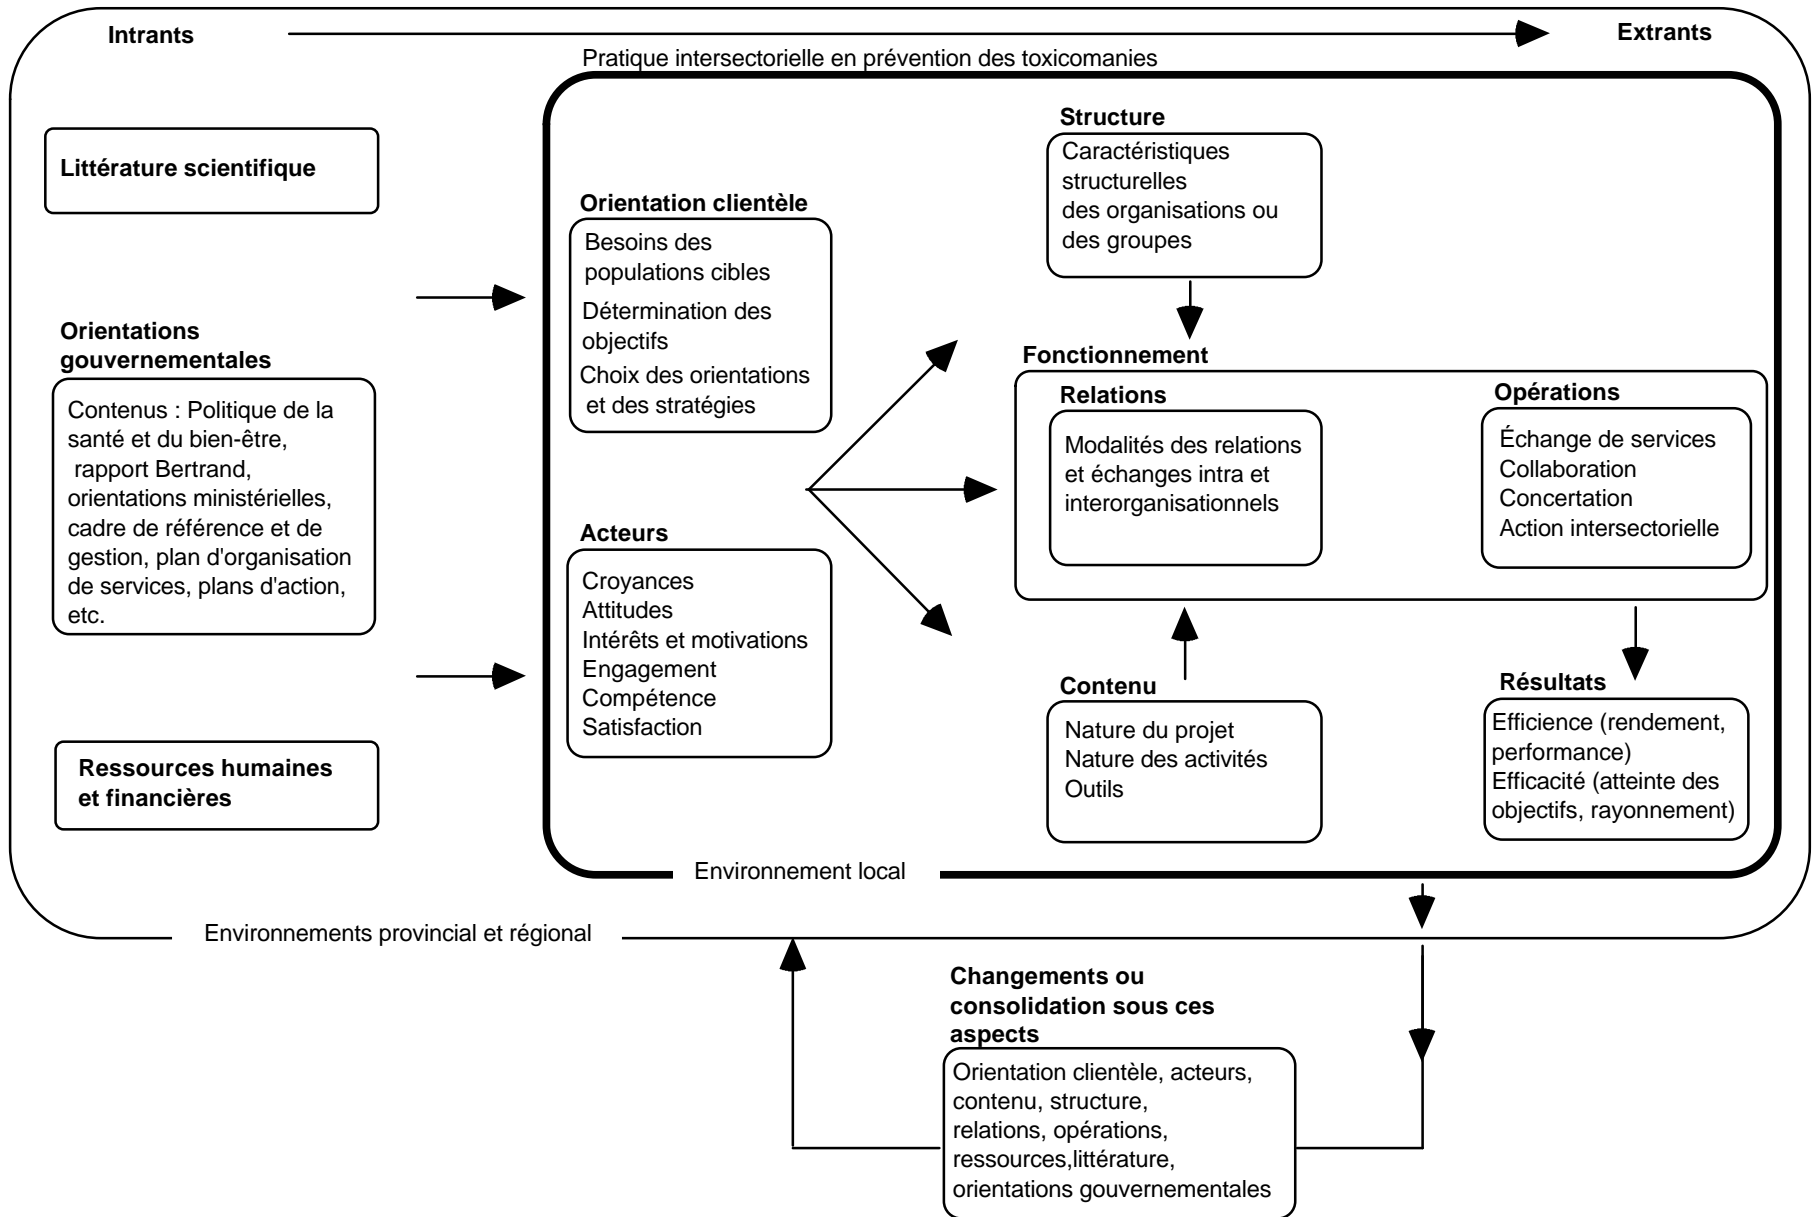 Intrants
Extrants
Pratique intersectorielle en prévention des toxicomanies
Littérature scientifique
Orientations
gouvernementales
Contenus : Politique de la
santé et du bien-être,
rapport Bertrand,
orientations ministérielles,
cadre de référence et de
gestion, plan d'organisation
de services, plans d'action,
etc.
Ressources humaines
et financières
Orientation clientèle
Besoins des
populations cibles
Détermination des
objectifs
Choix des orientations
et des stratégies
Acteurs
Croyances
Attitudes
Intérêts et motivations
Engagement
Compétence
Satisfaction
Structure
Caractéristiques
structurelles
des organisations ou
des groupes
Fonctionnement
Relations
Modalités des relations
et échanges intra et
interorganisationnels
Opérations
Échange de services
Collaboration
Concertation
Action intersectorielle
Contenu
Nature du projet
Nature des activités
Outils
Résultats
Efficience (rendement,
performance)
Efficacité (atteinte des
objectifs, rayonnement)
Environnement local
Environnements provincial et régional
Changements ou
consolidation sous ces
aspects
Orientation clientèle, acteurs,
contenu, structure,
relations, opérations,
ressources,littérature,
orientations gouvernementales